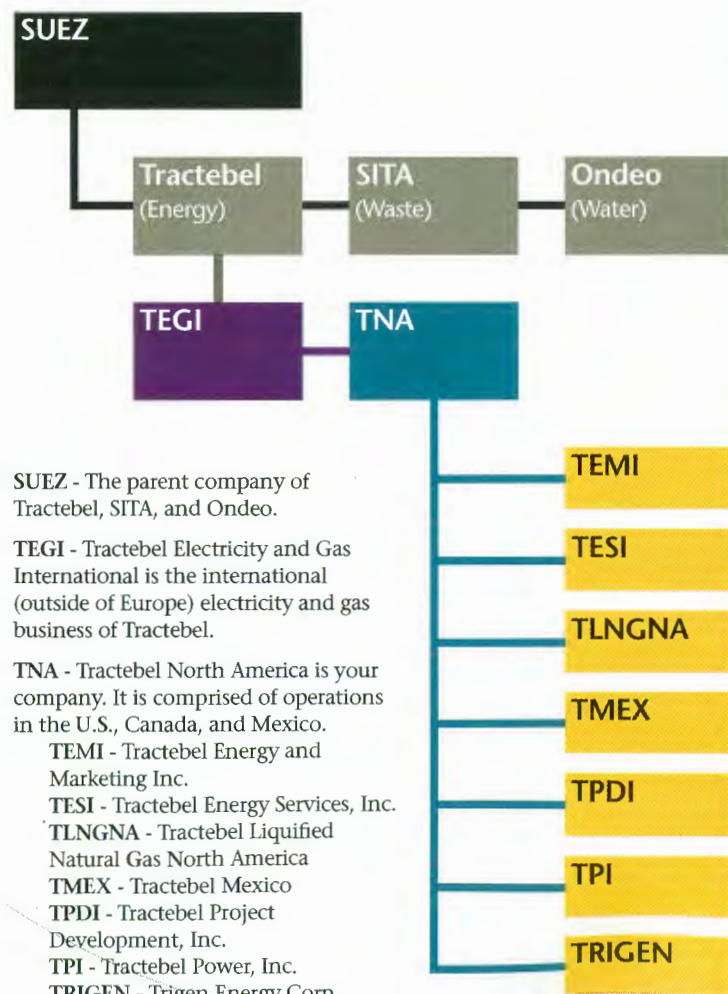 SUEZ
Tractebel
(Energy)
SITA
(Waste)
Ondeo
(Water)
TEGI
TNA
TEMI
TESI
TLNGNA
TMEX
TPDI
TPI
TRIGEN
SUEZ - The parent company of
Tractebel, SITA, and Ondeo.
TEGI - Tractebel Electricity and Gas
International is the international
(outside of Europe) electricity and gas
business of Tractebel.
TNA - Tractebel North America is your
company. It is comprised of operations
in the U.S., Canada, and Mexico.
TEMI - Tractebel Energy and
Marketing Inc.
TESI - Tractebel Energy Services, Inc.
TLNGNA - Tractebel Liquified
Natural Gas North America
TMEX - Tractebel Mexico
TPDI - Tractebel Project
Development, Inc.
TPI - Tractebel Power, Inc.
TRIGEN - Trigen Energy Corp